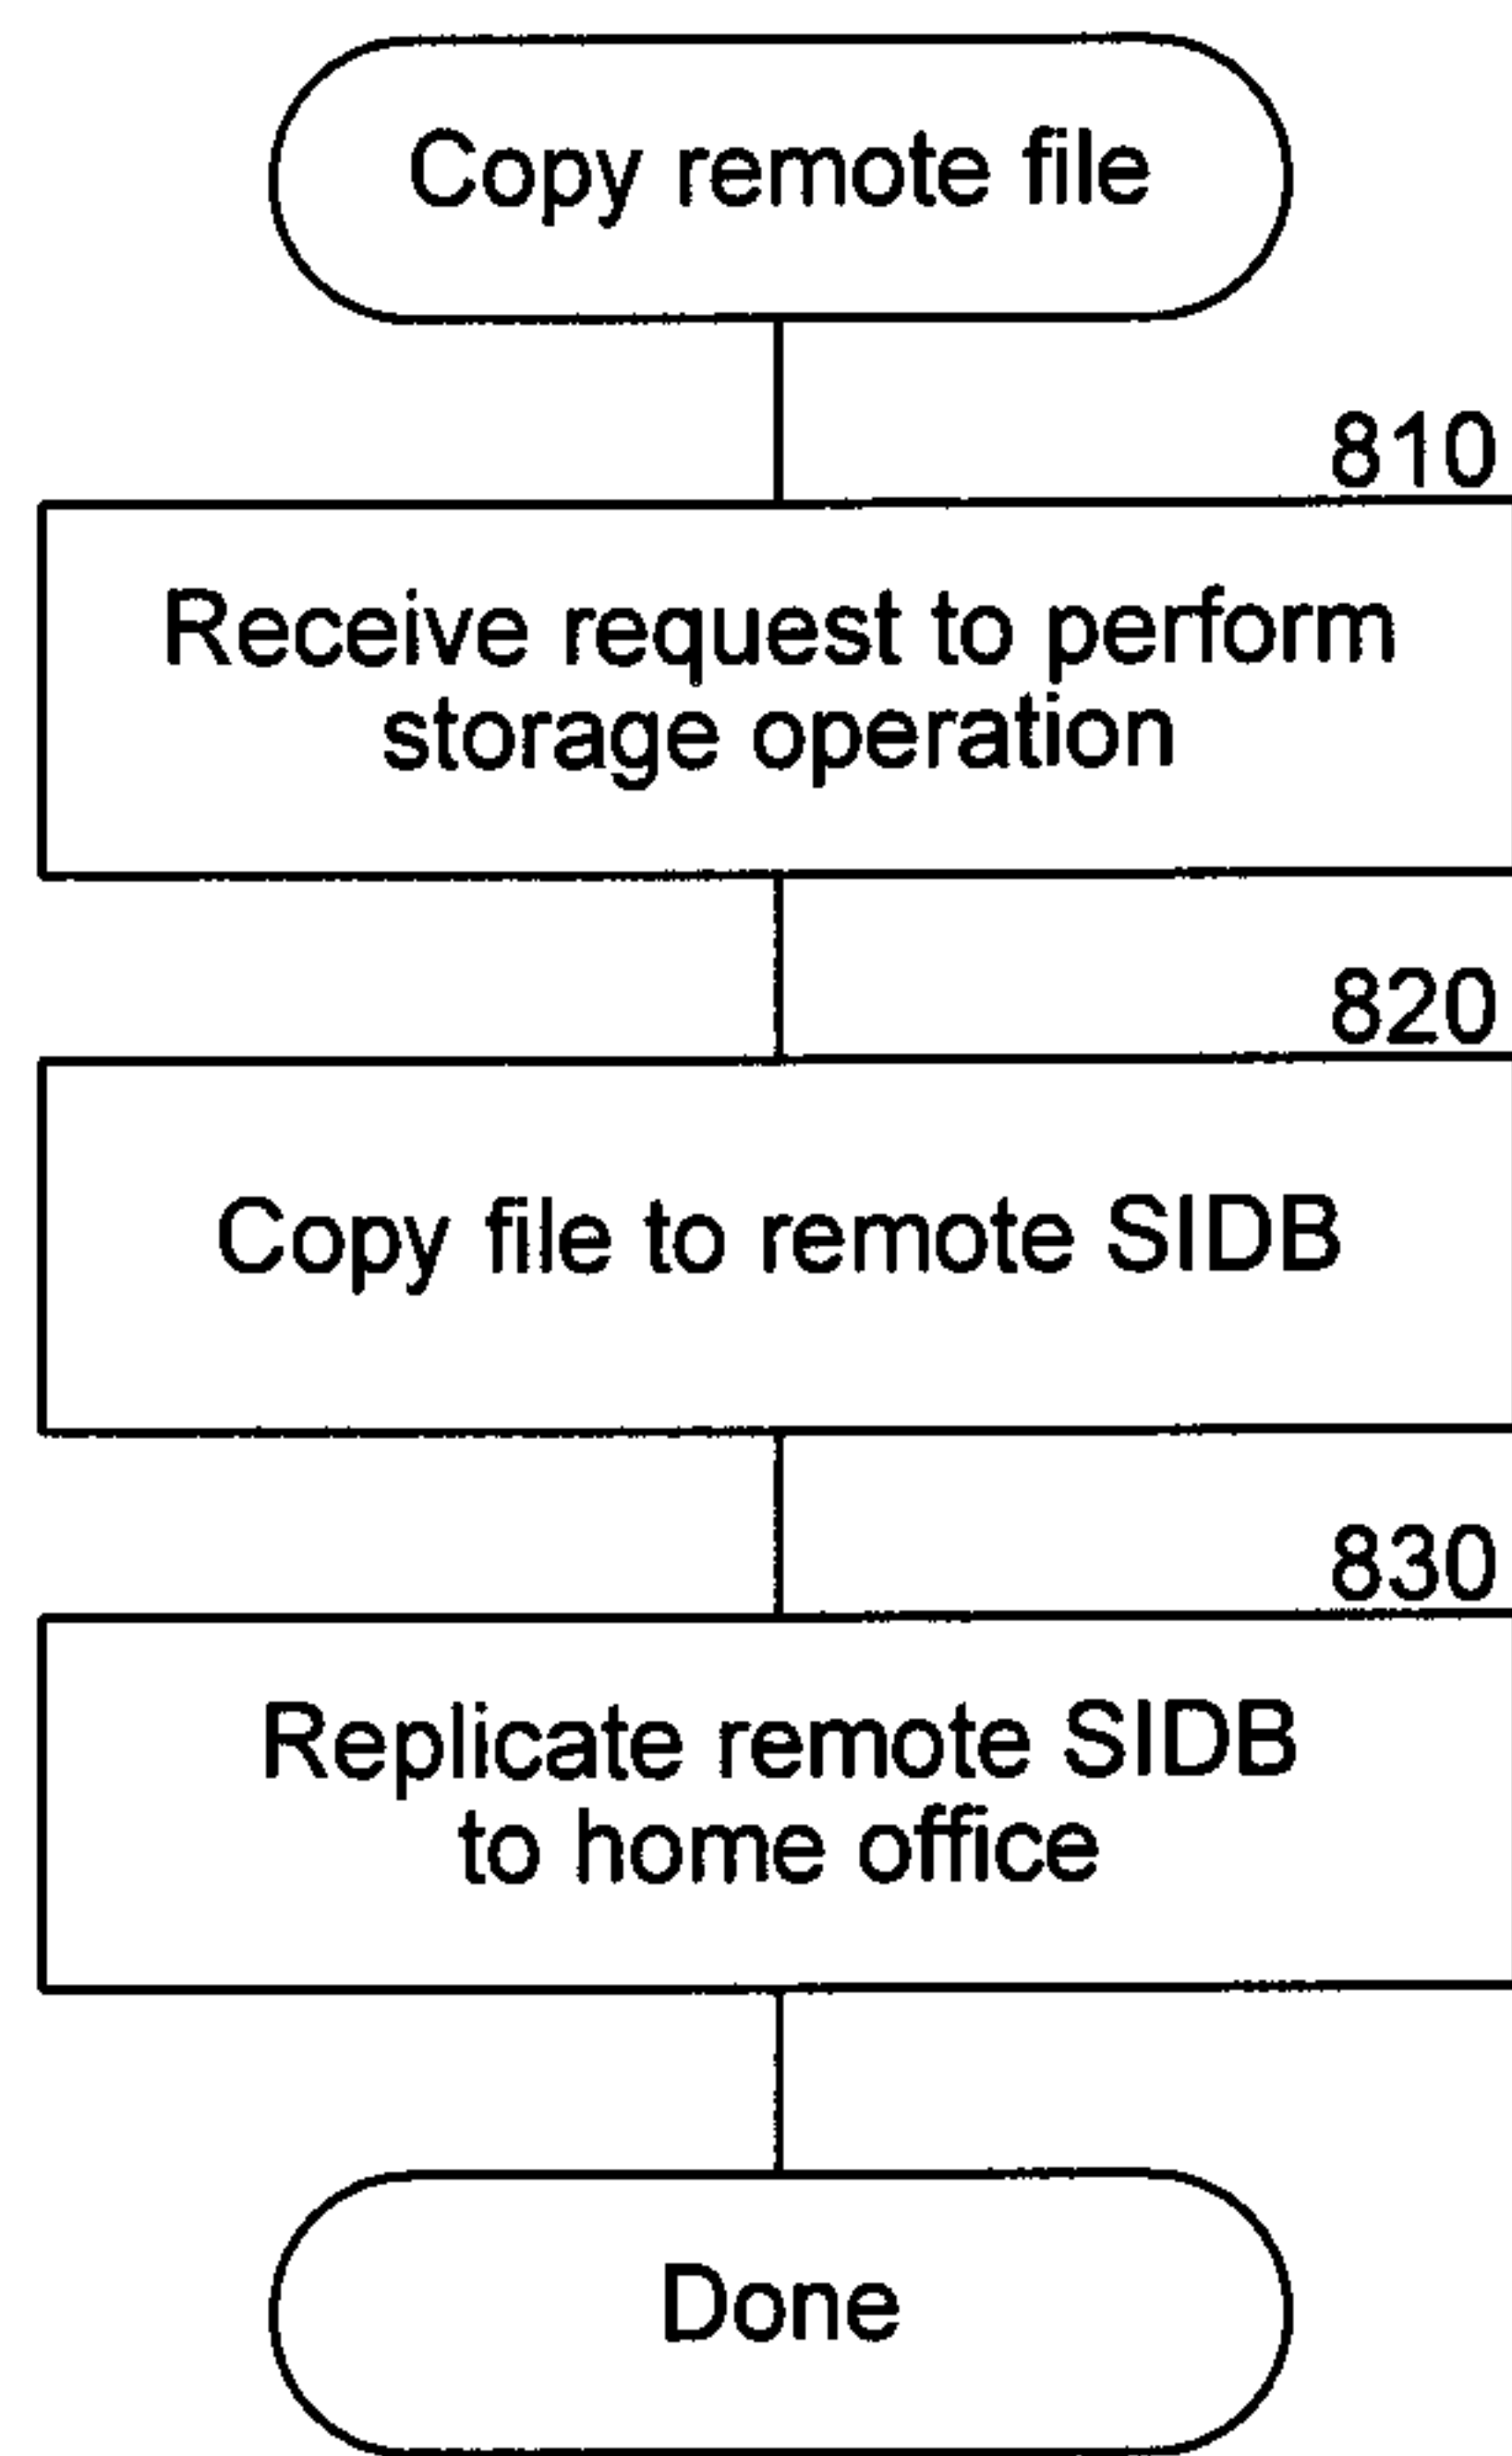 Copy remote file
810
Receive request to perform
storage operation
820
Copy file to remote SIDB
830
Replicate remote SIDB
to home office
Done